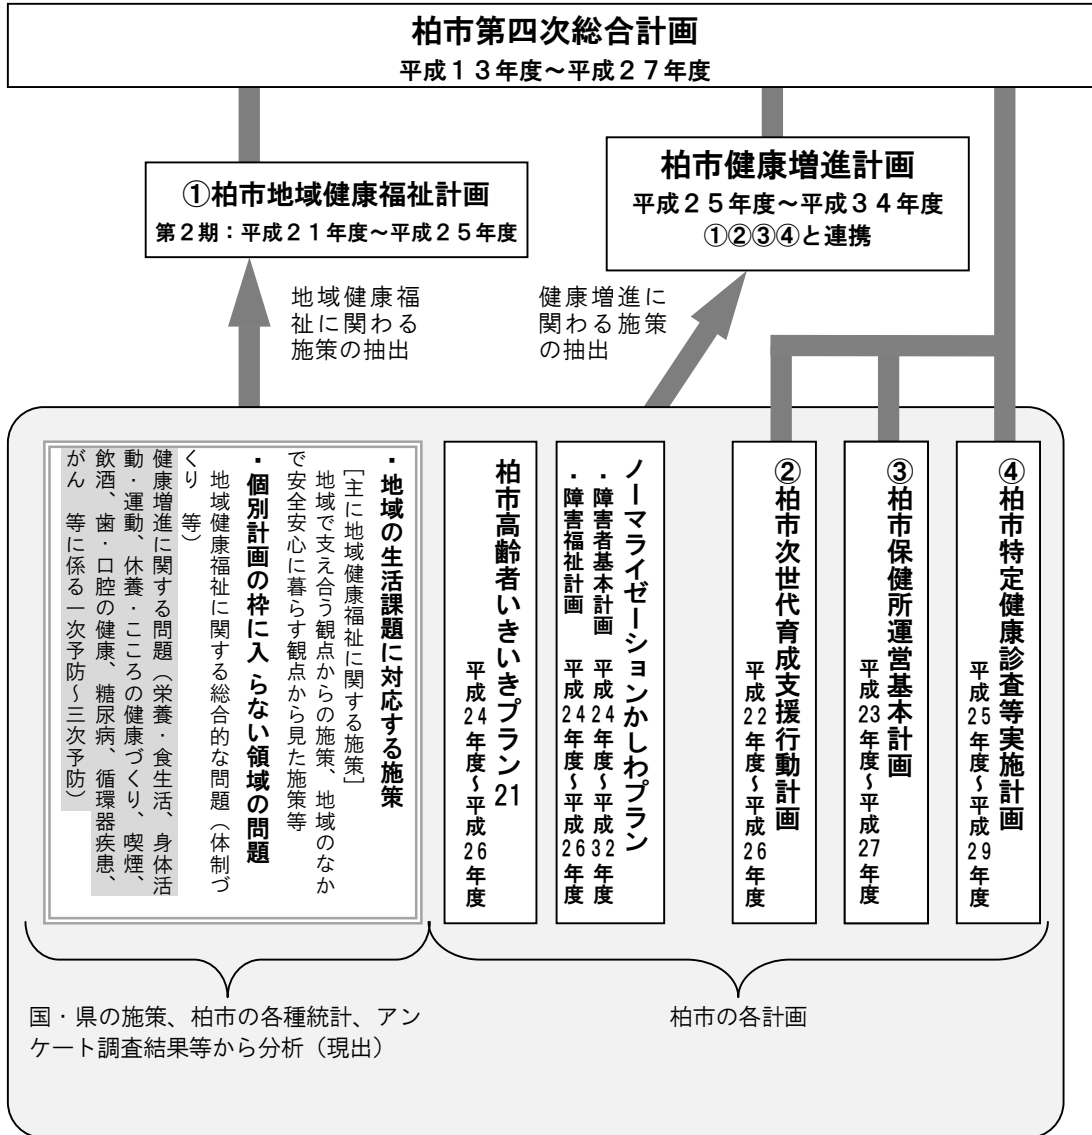 柏市第四次総合計画
平成13年度~平成27年度
①柏市地域健康福祉計画
第2期:平成21年度~平成25年度
柏市健康増進計画
平成25年度~平成34年度
①②③④と連携
地域健康福
祉に関わる
施策の抽出
健康増進に
関わる施策
の抽出
・地域の生活課題に対応する施策
[主に地域健康福祉に関する施策]
地域で支え合う観点からの施策、地域のなか
で安全安心に暮らす観点から見た施策等
・個別計画の枠に入 らない領域の問題
地域健康福祉に関する総合的な問題(体制づ
くり 等)
健康増進に関する問題(栄養・食生活、身体活
動・運動、休養・こころの健康づくり、喫煙、
飲酒、歯・口腔の健康、糖尿病、循環器疾患、
がん 等に係る一次予防~三次予防)
柏市高齢者いきいきプラン21
平成24年度~平成26年度
ノーマライゼーションかしわプラン
・障害者基本計画 平成24年度~平成32年度
・障害福祉計画 平成24年度~平成26年度
②柏市次世代育成支援行動計画
平成22年度~平成26年度
③柏市保健所運営基本計画
平成23年度~平成27年度
④柏市特定健康診査等実施計画
平成25年度~平成29年度
国・県の施策、柏市の各種統計、アン
ケート調査結果等から分析(現出)
柏市の各計画